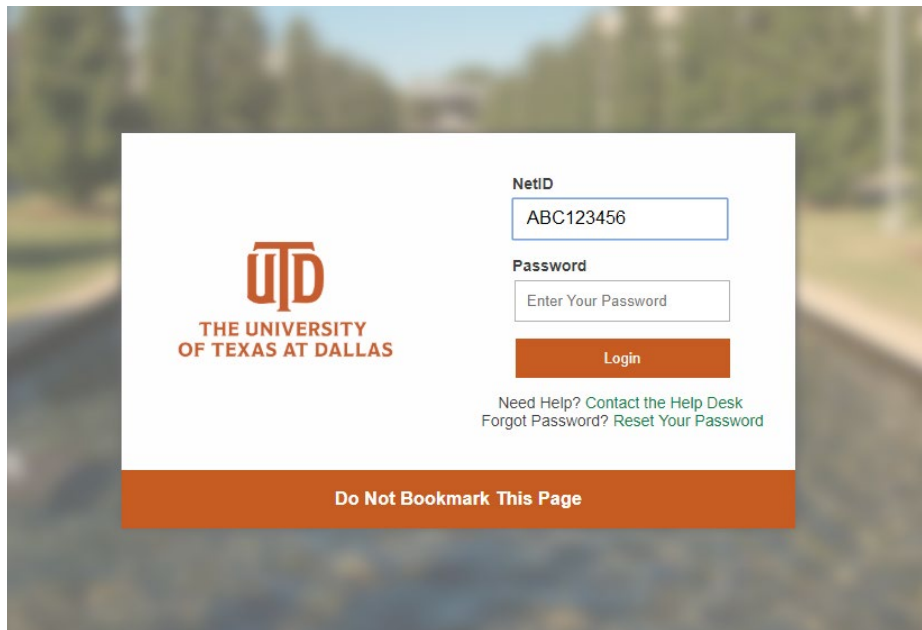 UTD
THE UNIVERSITY
OF TEXAS AT DALLAS
NetID
ABC123456
Password
Enter Your Password
Login
Need Help? Contact the Help Desk
Forgot Password? Reset Your Password
Do Not Bookmark This Page